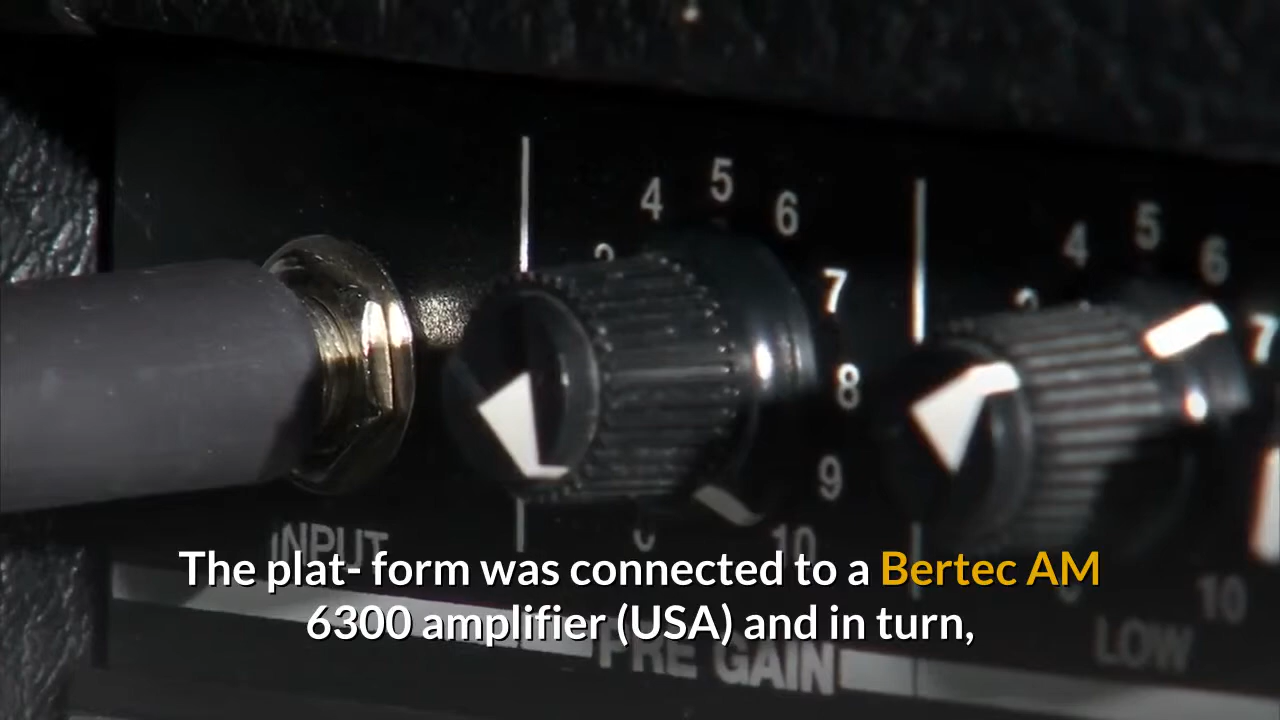 4 5 6
7
8
9
10
4 5 6
7
10
INPUT
PRE GAIN
LOW
The plat- form was connected to a Bertec AM
6300 amplifier (USA) and in turn,